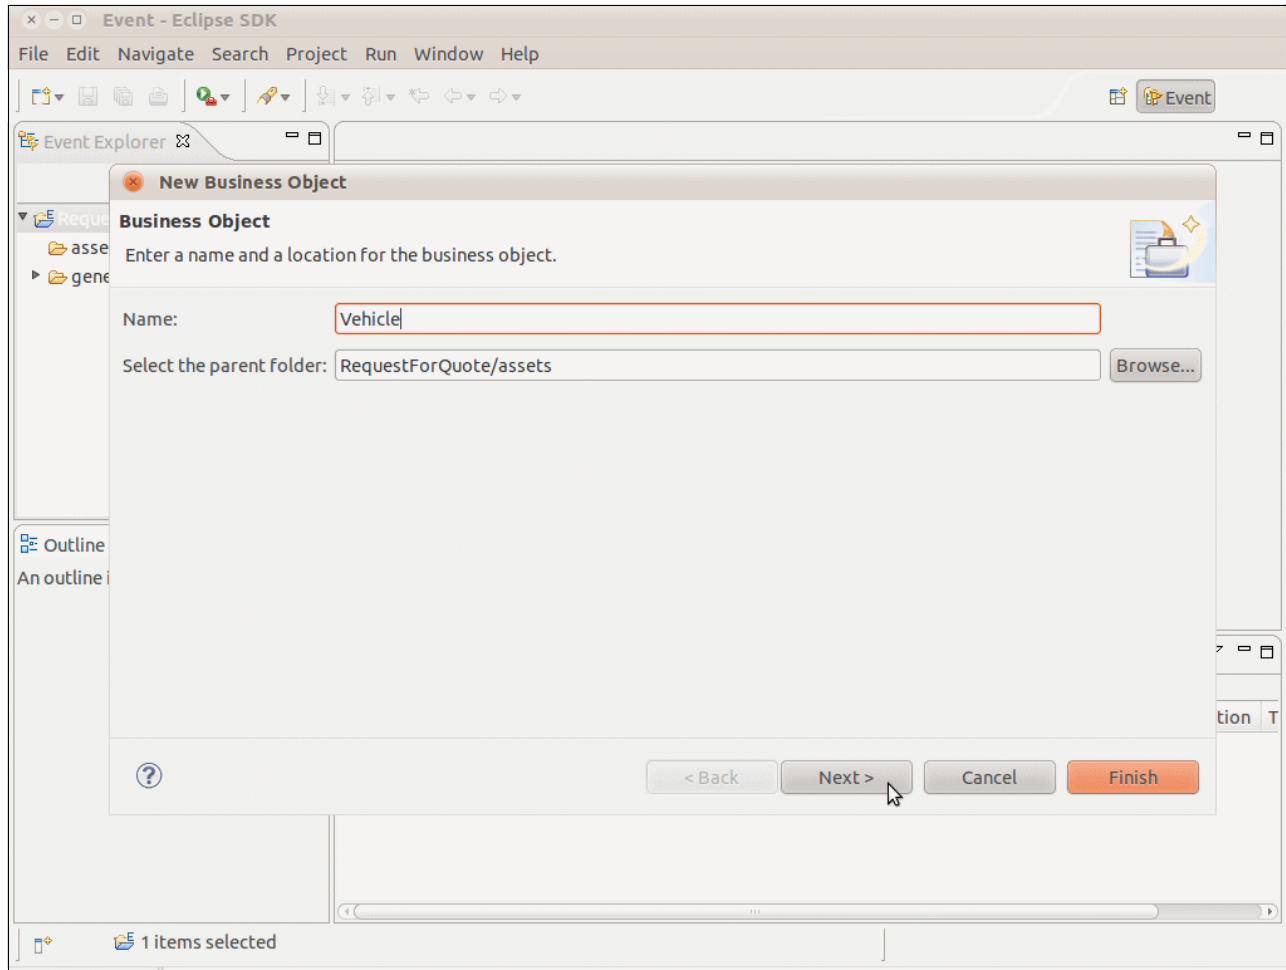 Event - Eclipse SDK
File Edit Navigate Search Project Run Window Help
Event
Event Explorer
New Business Object
Reque
Business Object
asse
Enter a name and a location for the business object.
gene
Name: Vehicle
Select the parent folder: RequestForQuote/assets Browse...
Outline
An outline i
tion T
? < Back Next > Cancel Finish
1 items selected